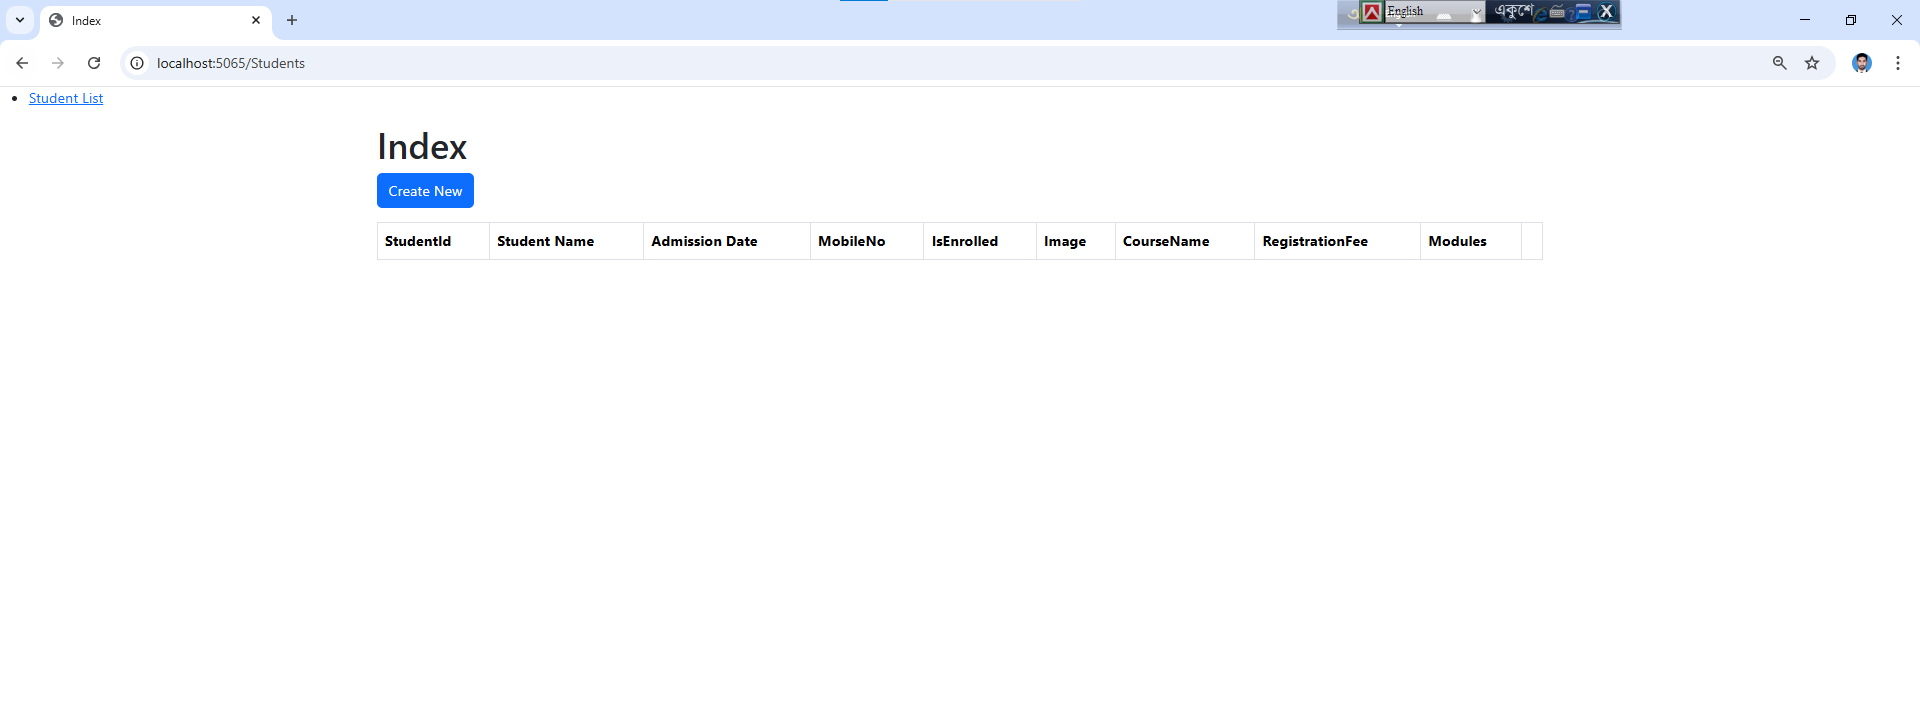 Index
English
একুশে
localhost:5065/Students
Student List
Index
Create New
StudentId Student Name Admission Date MobileNo IsEnrolled Image CourseName RegistrationFee Modules